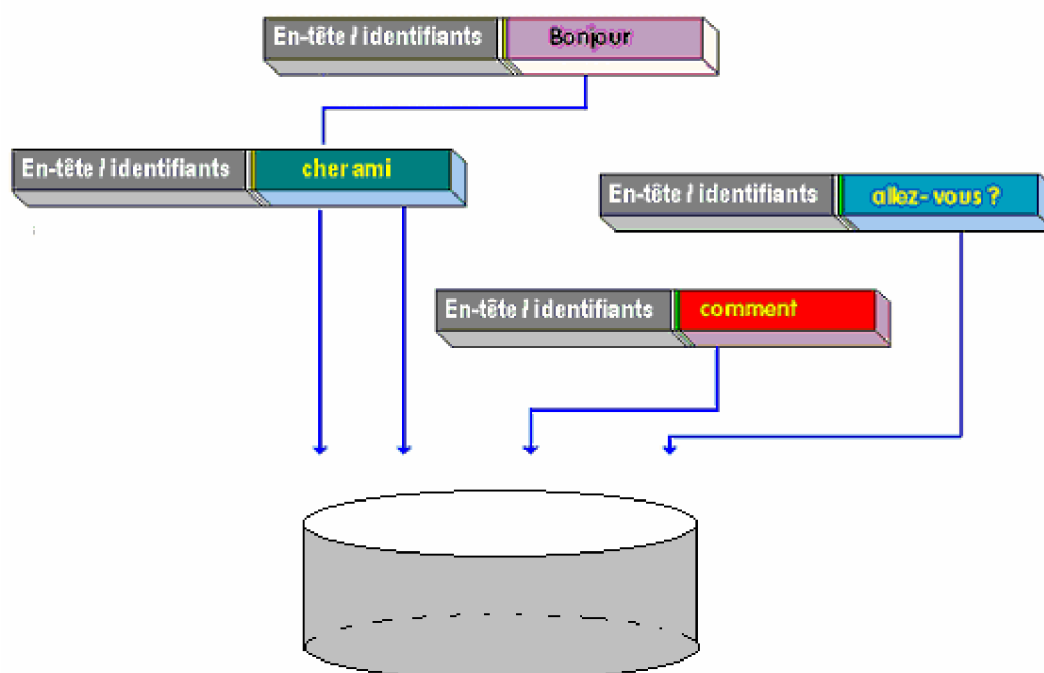 En-tête / identifiants Bonjour
En-tête / identifiants cher ami
En-tête / identifiants allez-vous ?
En-tête / identifiants comment